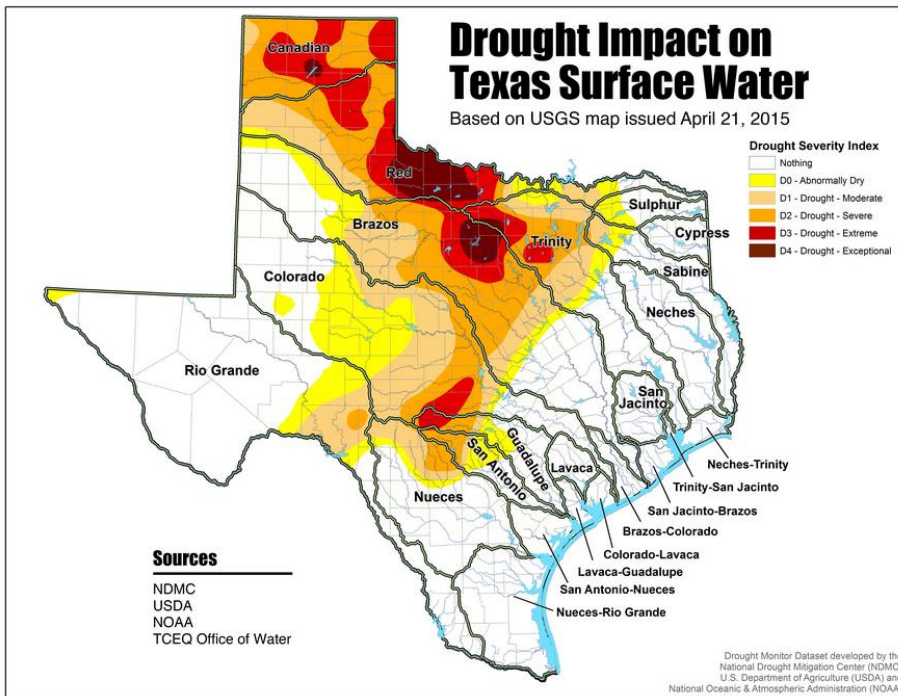 Drought Impact on
Texas Surface Water
Based on USGS map issued April 21, 2015
Drought Severity Index
Nothing
D0 - Abnormally Dry
D1 - Drought - Moderate
D2 - Drought - Severe
D3 - Drought - Extreme
D4 - Drought - Exceptional
Canadian
Red
Sulphur
Brazos
Trinity
Cypress
Colorado
Sabine
Neches
Rio Grande
San
Jacinto
Guadalupe
San Antonio
Lavaca
Nueces
Neches-Trinity
Trinity-San Jacinto
San Jacinto-Brazos
Brazos-Colorado
Colorado-Lavaca
Lavaca-Guadalupe
San Antonio-Nueces
Nueces-Rio Grande
Sources
NDMC
USDA
NOAA
TCEQ Office of Water
Drought Monitor Dataset developed by the
National Drought Mitigation Center (NDMC
U.S. Department of Agriculture (USDA) and
National Oceanic & Atmospheric Administration (NOAA